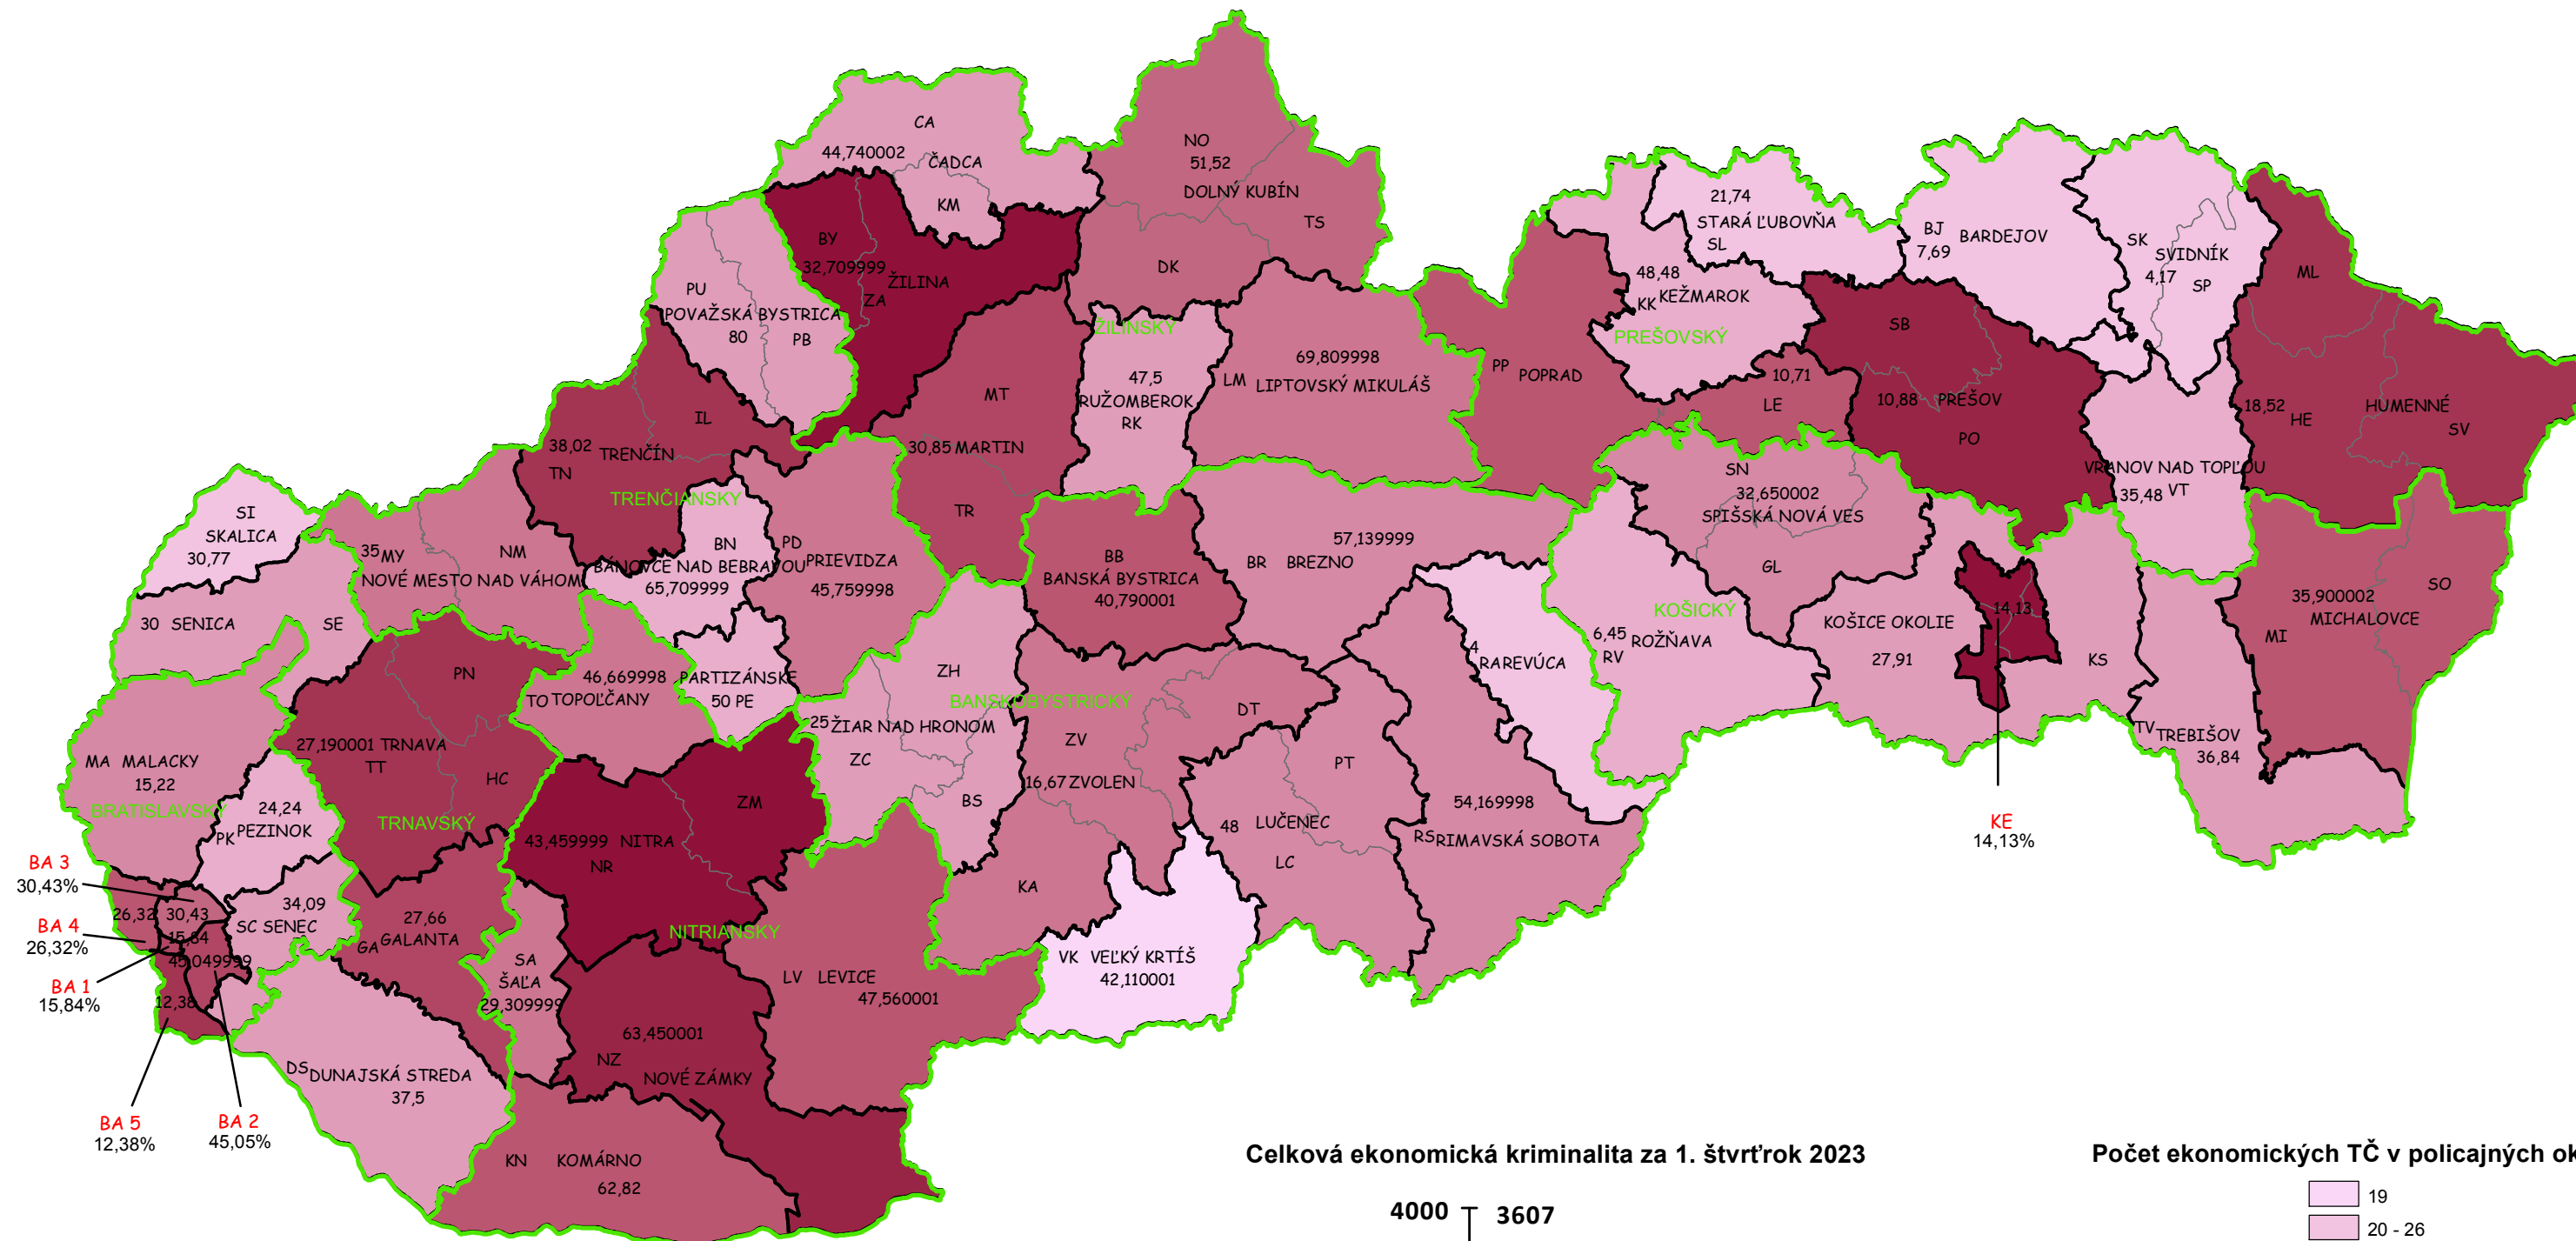 CA
44,740002
ČADCA
KM
NO
51,52
DOLNÝ KUBÍN
TS
DK
BY
32,709999
ŽILINA
ZA
PU
POVAŽSKÁ BYSTRICA
80
PB
21,74
STARÁ ĽUBOVŇA
SL
BJ
7,69
BARDEJOV
SK
SVIDNÍK
4,17
SP
ML
48,48
KK KEŽMAROK
PREŠOVSKÝ
ŽILINSKÝ
69,809998
LM LIPTOVSKÝ MIKULÁŠ
47,5
RUŽOMBEROK
RK
MT
30,85 MARTIN
TR
PP POPRAD
10,71
LE
SB
10,88 PREŠOV
PO
18,52
HE
HUMENNÉ
SV
VRANOV NAD TOPĽOU
35,48 VT
IL
38,02
TRENČÍN
TN
TRENČIANSKY
SI
SKALICA
30,77
35 MY
NM
NOVÉ MESTO NAD VÁHOM
BN
BÁNOVCE NAD BEBRAVOU
65,709999
PD
PRIEVIDZA
45,759998
BB
BANSKÁ BYSTRICA
40,790001
57,139999
BR BREZNO
SN
32,650002
SPIŠSKÁ NOVÁ VES
GL
KOŠICKÝ
6,45
ROŽŇAVA
RV
4
RAREVÚCA
KOŠICE OKOLIE
27,91
14,13
KS
35,900002
MICHALOVCE
MI
SO
30 SENICA
SE
PN
46,669998
TO TOPOĽČANY
PARTIZÁNSKE
50 PE
ZH
BANSKOBYSTRICKÝ
25 ŽIAR NAD HRONOM
ZC
BS
DT
ZV
16,67 ZVOLEN
PT
TV
TREBIŠOV
36,84
MA MALACKY
15,22
BRATISLAVSKÝ
27,190001 TRNAVA
TT
HC
TRNAVSKÝ
24,24
PEZINOK
PK
ZM
43,459999 NITRA
NR
NITRIANSKY
48
LUČENEC
LC
54,169998
RS RIMAVSKÁ SOBOTA
KA
KE
14,13%
BA 3
30,43%
BA 4
26,32%
BA 1
15,84%
26,32
30,43
15,84
45,049999
12,38
34,09
SC SENEC
27,66
GA GALANTA
SA
ŠAĽA
29,309999
LV LEVICE
47,560001
VK VEĽKÝ KRTÍŠ
42,110001
63,450001
NZ
NOVÉ ZÁMKY
DS DUNAJSKÁ STREDA
37,5
BA 5
12,38%
BA 2
45,05%
KN KOMÁRNO
62,82
Celková ekonomická kriminalita za 1. štvrťrok 2023
4000
3607
Počet ekonomických TČ v policajných ok
19
20 - 26